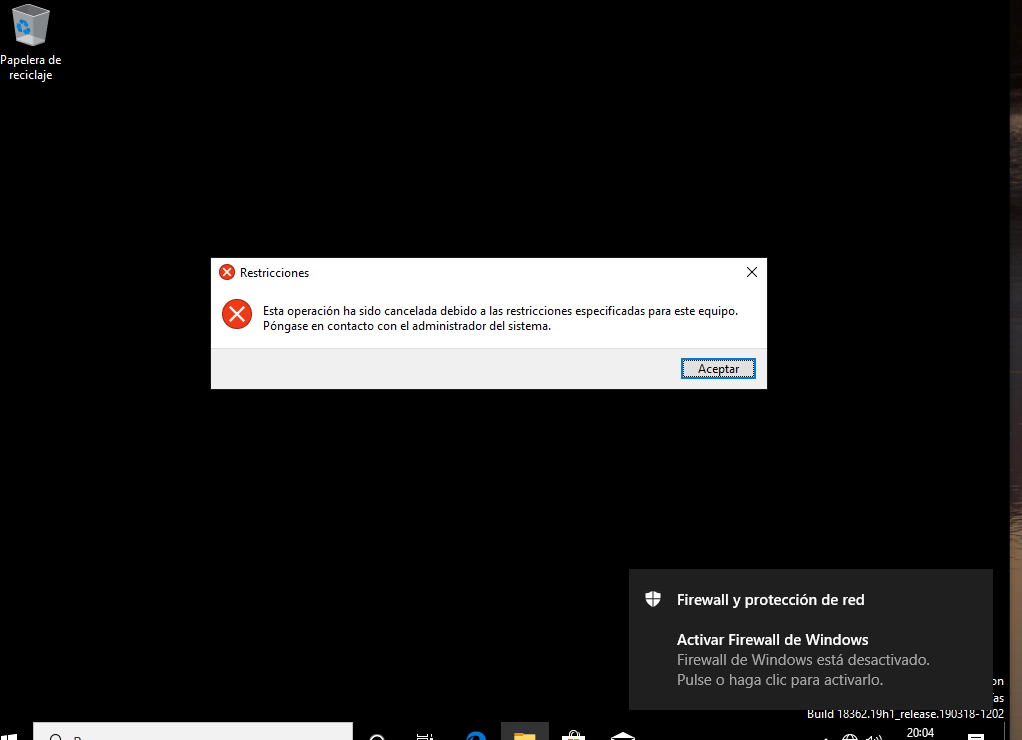 Papelera de
reciclaje
Restricciones
Esta operación ha sido cancelada debido a las restricciones especificadas para este equipo.
Póngase en contacto con el administrador del sistema.
Aceptar
Firewall y protección de red
Activar Firewall de Windows
Firewall de Windows está desactivado.
Pulse o haga clic para activarlo.
Build 18362.19h1_release.190318-1202
20:04